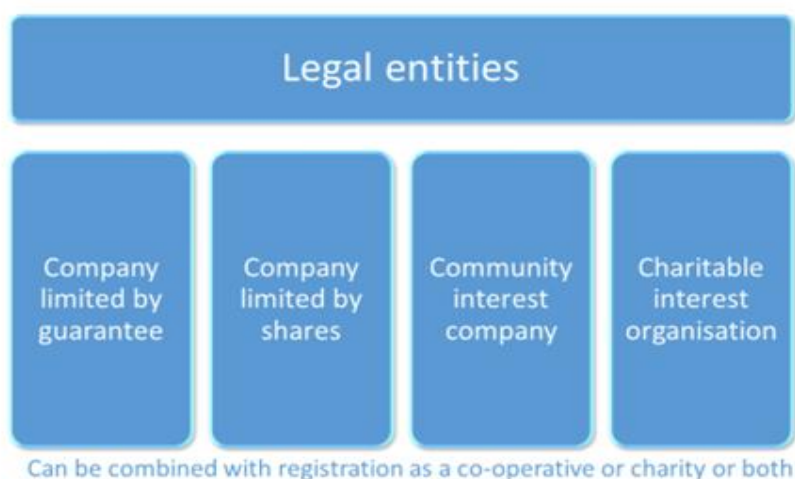 Legal entities
Company
limited by
guarantee
Company
limited by
shares
Community
interest
company
Charitable
interest
organisation
Can be combined with registration as a co-operative or charity or both